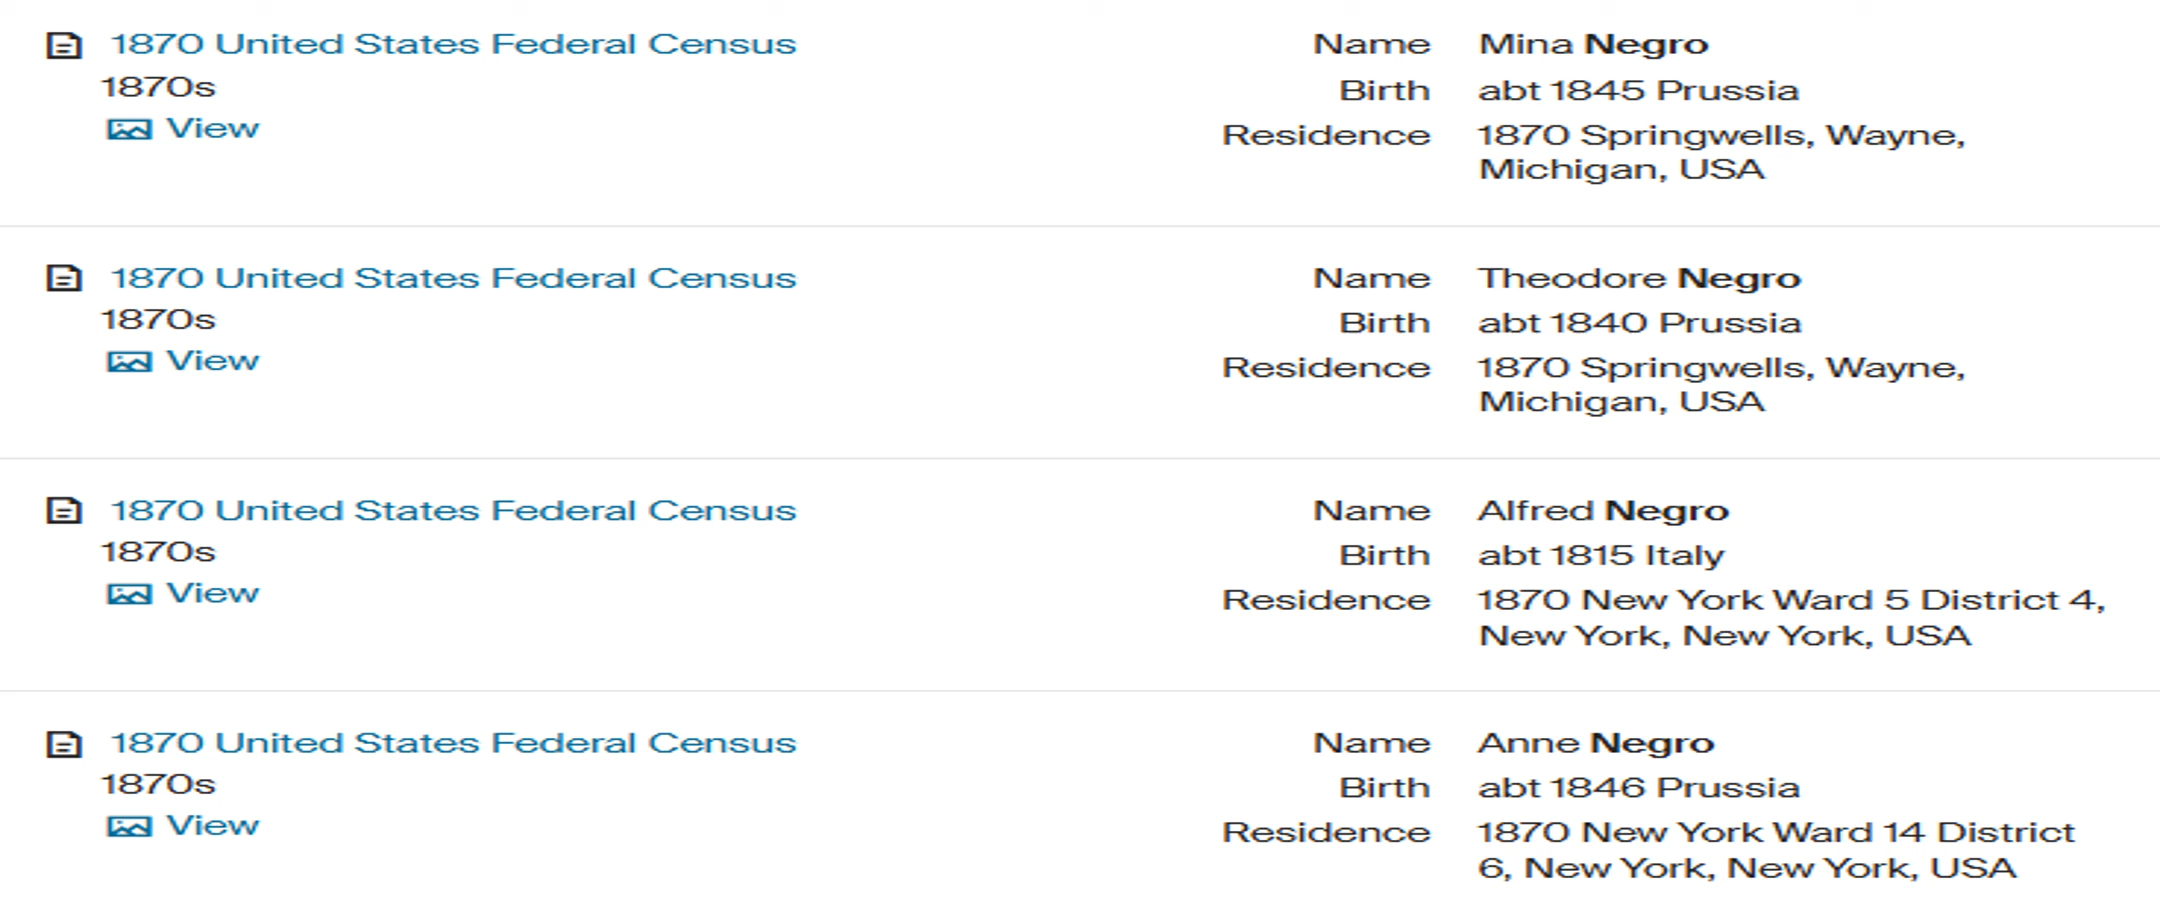 1870 United States Federal Census
1870s
View
Name Mina Negro
Birth abt 1845 Prussia
Residence 1870 Springwells, Wayne,
Michigan, USA
1870 United States Federal Census
1870s
View
Name Theodore Negro
Birth abt 1840 Prussia
Residence 1870 Springwells, Wayne,
Michigan, USA
1870 United States Federal Census
1870s
View
Name Alfred Negro
Birth abt 1815 Italy
Residence 1870 New York Ward 5 District 4,
New York, New York, USA
1870 United States Federal Census
1870s
View
Name Anne Negro
Birth abt 1846 Prussia
Residence 1870 New York Ward 14 District
6, New York, New York, USA